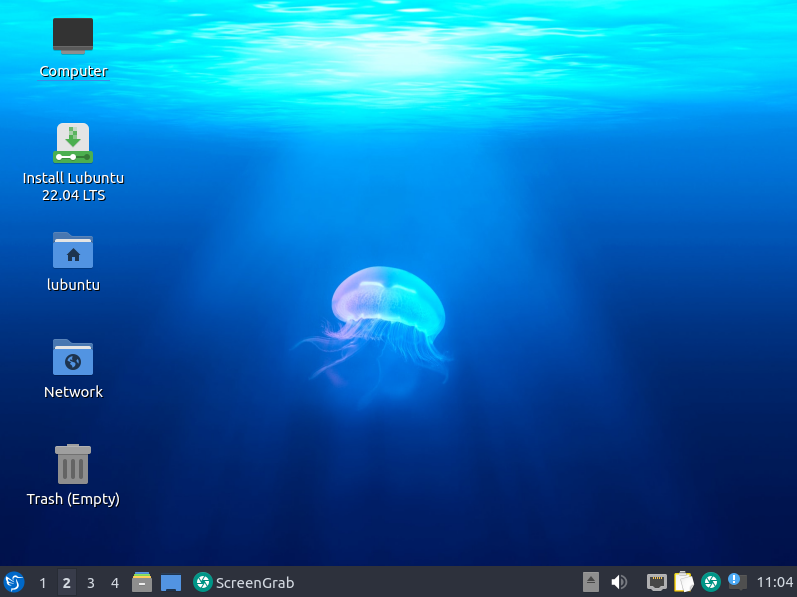 Computer
Install Lubuntu
22.04 LTS
lubuntu
Network
Trash (Empty)
1 2 3 4 ScreenGrab 11:04